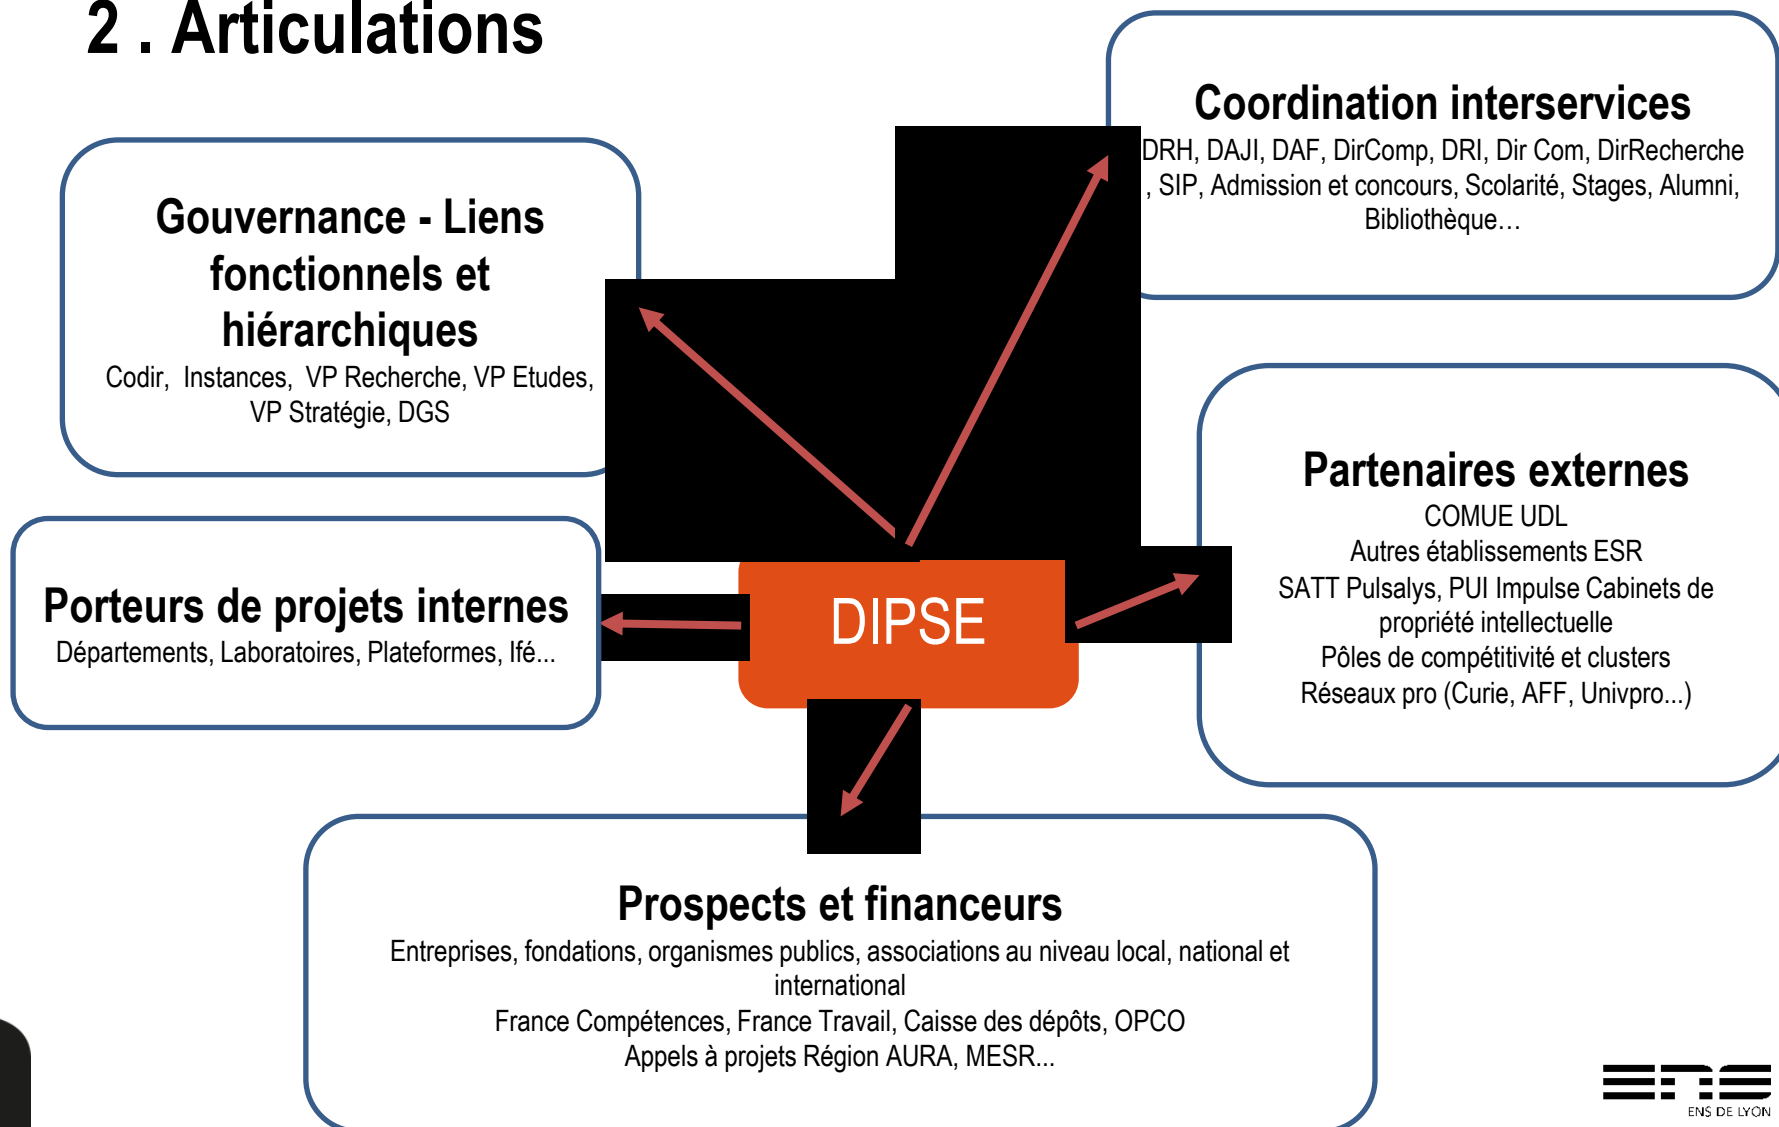 2 . Articulations
Coordination interservices
DRH, DAJI, DAF, DirComp, DRI, Dir Com, DirRecherche
, SIP, Admission et concours, Scolarité, Stages, Alumni,
Bibliothèque…
Gouvernance - Liens
fonctionnels et
hiérarchiques
Codir, Instances, VP Recherche, VP Etudes,
VP Stratégie, DGS
Partenaires externes
COMUE UDL
Autres établissements ESR
SATT Pulsalys, PUI Impulse Cabinets de
propriété intellectuelle
Pôles de compétitivité et clusters
Réseaux pro (Curie, AFF, Univpro...)
Porteurs de projets internes
Départements, Laboratoires, Plateformes, Ifé...
DIPSE
Prospects et financeurs
Entreprises, fondations, organismes publics, associations au niveau local, national et
international
France Compétences, France Travail, Caisse des dépôts, OPCO
Appels à projets Région AURA, MESR...
ENS
ENS DE LYON